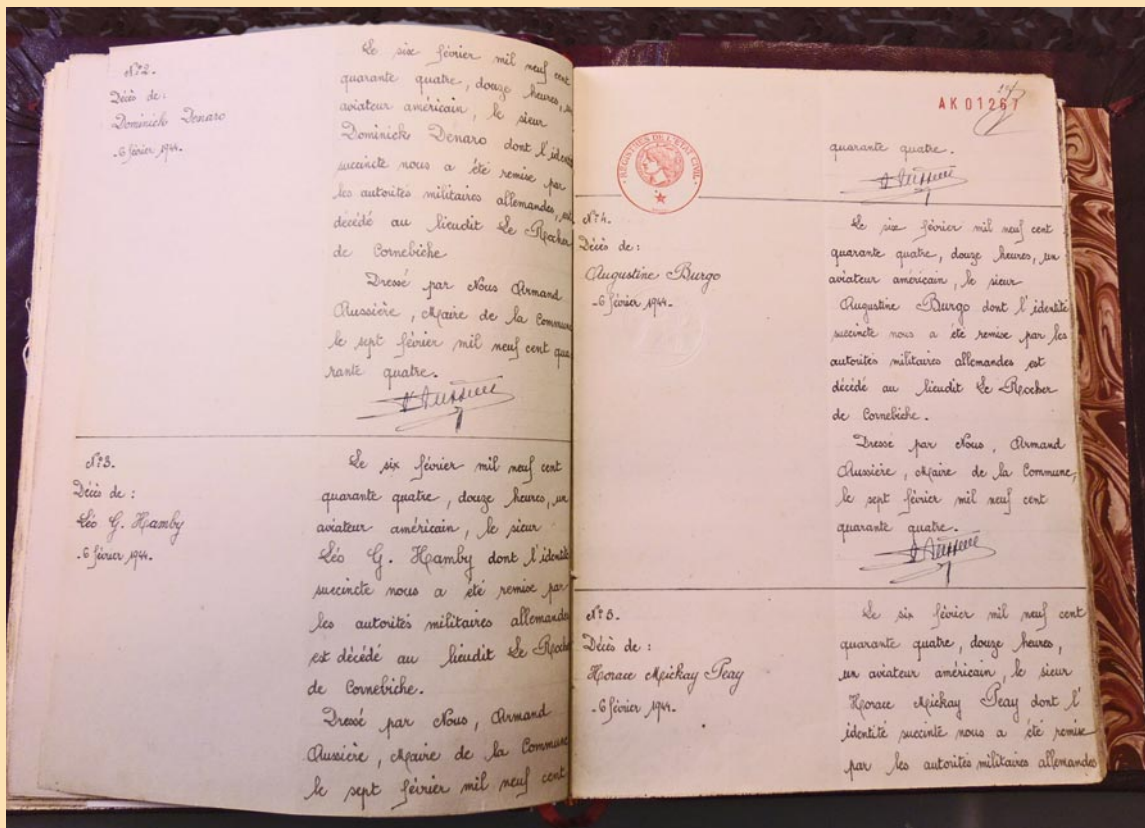 N°2.
Décès de :
Dominick Denaro
-6 février 1944-
Le six février mil neuf cent
quarante quatre, douze heures, un
aviateur américain, le sieur
Dominick Denaro dont l'identité
succincte nous a été remise par
les autorités militaires allemandes, est
décédé au lieudit Le Rocher
de Cornebiche
Dressé par Nous Armand
Aussière, Maire de la Commune
le sept février mil neuf cent qua
rante quatre.
N°3.
Décès de :
Léo G. Hamby
-6 février 1944-
Le six février mil neuf cent
quarante quatre, douze heures, un
aviateur américain, le sieur
Léo G. Hamby dont l'identité
succincte nous a été remise par
les autorités militaires allemandes
est décédé au lieudit Le Rocher
de Cornebiche.
Dressé par Nous, Armand
Aussière, Maire de la Commune
le sept février mil neuf cent
AK 01267
REGISTRES DE L'ETAT CIVIL
quarante quatre.
N°4.
Décès de :
Augustine Burgo
-6 février 1944-
Le six février mil neuf cent
quarante quatre, douze heures, un
aviateur américain, le sieur
Augustine Burgo dont l'identité
succincte nous a été remise par les
autorités militaires allemandes est
décédé au lieudit Le Rocher
de Cornebiche.
Dressé par Nous, Armand
Aussière, Maire de la Commune,
le sept février mil neuf cent
quarante quatre.
N°5.
Décès de :
Horace Mickay Peay
-6 février 1944-
Le six février mil neuf cent
quarante quatre, douze heures,
un aviateur américain, le sieur
Horace Mickay Peay dont l'
identité succinte nous a été remise
par les autorités militaires allemandes